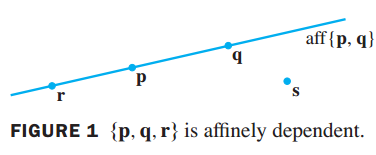 aff{p, q}
q
p
s
r
FIGURE 1 {p, q, r} is affinely dependent.